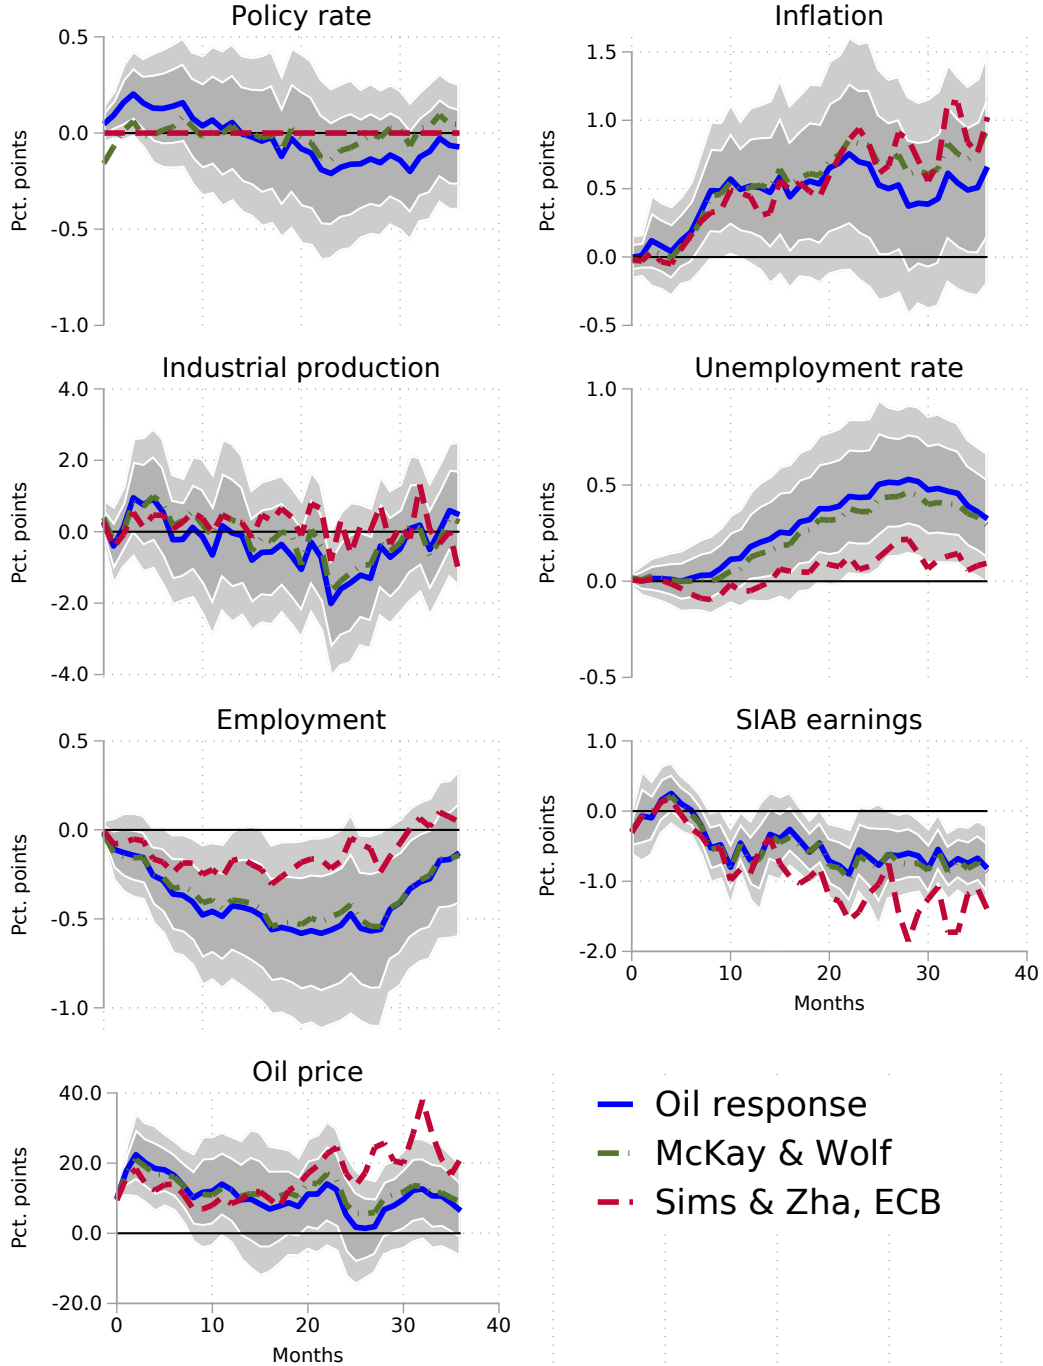 Policy rate
Pct. points
0.5
0.0
-0.5
-1.0
Inflation
Pct. points
1.5
1.0
0.5
0.0
-0.5
Industrial production
Pct. points
4.0
2.0
0.0
-2.0
-4.0
Unemployment rate
Pct. points
1.0
0.5
0.0
-0.5
Employment
Pct. points
0.5
0.0
-0.5
-1.0
SIAB earnings
Pct. points
1.0
0.0
-1.0
-2.0
0 10 20 30 40
Months
Oil price
Pct. points
40.0
20.0
0.0
-20.0
0 10 20 30 40
Months
Oil response
McKay & Wolf
Sims & Zha, ECB